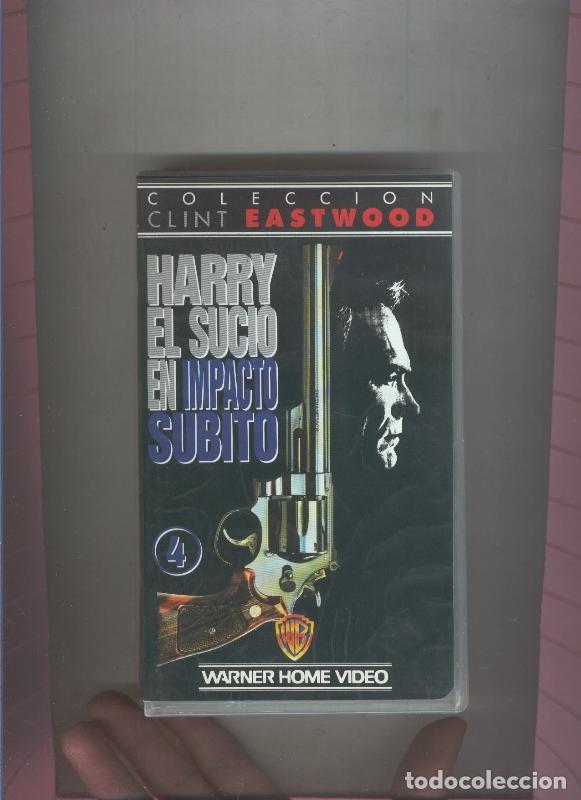 COLECCION
CLINT EASTWOOD
HARRY
EL SUCIO
EN IMPACTO
SUBITO
4
WB
WARNER HOME VIDEO
todocoleccion